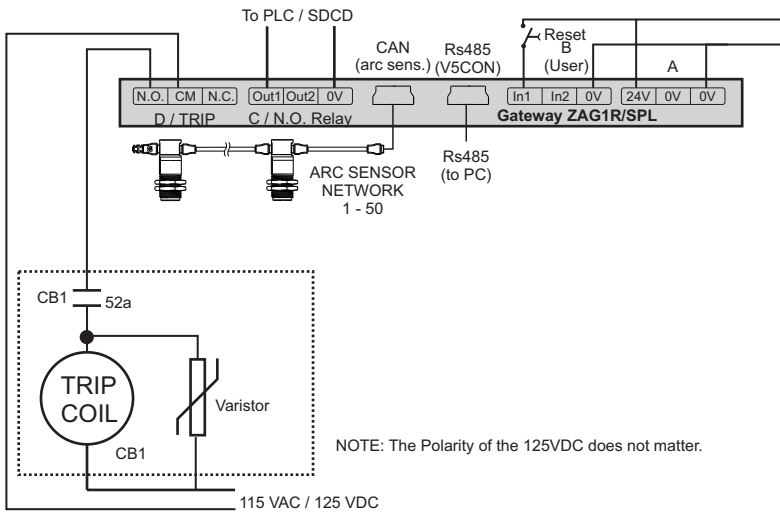 To PLC / SDCD
CAN
(arc sens.)
Rs485
(V5CON)
Reset
B
(User)
A
N.O. CM N.C.
Out1 Out2 0V
In1 In2 0V
24V 0V 0V
D / TRIP
C / N.O. Relay
Gateway ZAG1R/SPL
ARC SENSOR
NETWORK
1 - 50
Rs485
(to PC)
CB1
52a
TRIP
COIL
Varistor
CB1
NOTE: The Polarity of the 125VDC does not matter.
115 VAC / 125 VDC